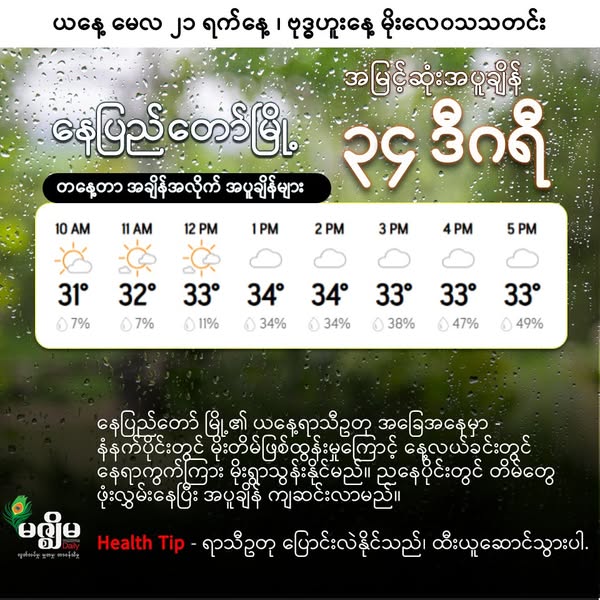 ယနေ့ မေလ ၂၁ ရက်နေ့ ၊ ဗုဒ္ဓဟူးနေ့ မိုးလေဝသသတင်း
အမြင့်ဆုံးအပူချိန်
နေပြည်တော်မြို့
၃၄ ဒီဂရီ
တနေ့တာ အချိန်အလိုက် အပူချိန်များ
10 AM 11 AM 12 PM 1 PM 2 PM 3 PM 4 PM 5 PM
31° 32° 33° 34° 34° 33° 33° 33°
7% 7% 11% 34% 34% 38% 47% 49%
နေပြည်တော် မြို့၏ ယနေ့ရာသီဥတု အခြေအနေမှာ -
နံနက်ပိုင်းတွင် မိုးတိမ်ဖြစ်ထွန်းမှုကြောင့် နေ့လယ်ခင်းတွင်
နေရာကွက်ကြား မိုးရွာသွန်းနိုင်မည်။ ညနေပိုင်းတွင် တိမ်တွေ
ဖုံးလွှမ်းနေပြီး အပူချိန် ကျဆင်းလာမည်။
မဇ္ဈိမ
Daily
Health Tip - ရာသီဥတု ပြောင်းလဲနိုင်သည်၊ ထီးယူဆောင်သွားပါ.